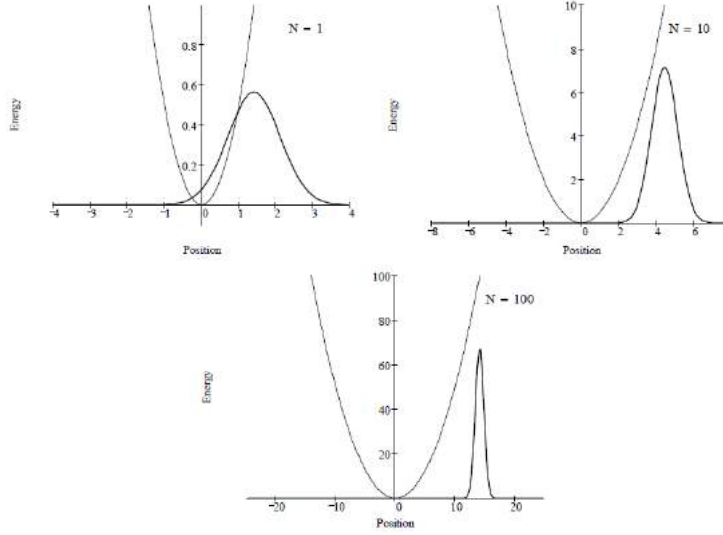 N = 1
0.8
0.6
0.4
0.2
Energy
−4 −3 −2 −1 0 1 2 3 4
Position
10
N = 10
8
6
4
2
Energy
−8 −6 −4 −2 0 2 4 6
Position
100
N = 100
80
60
40
20
Energy
−20 −10 0 10 20
Position